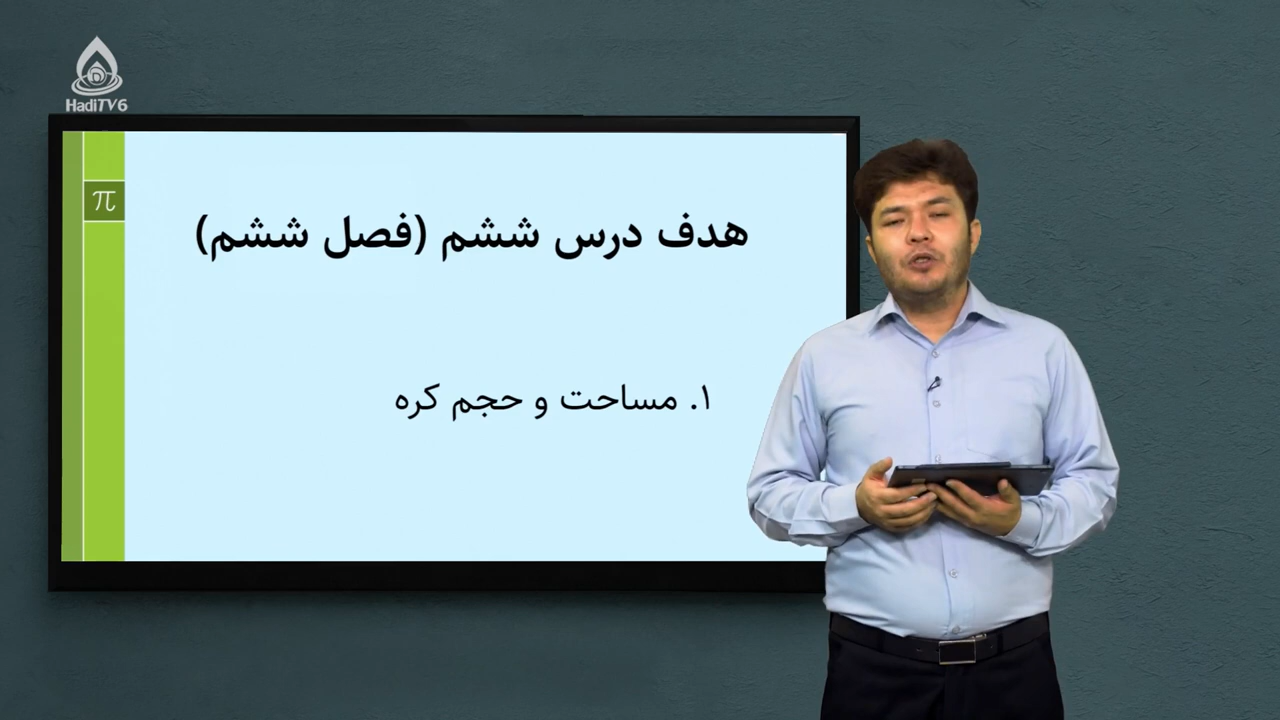 HadiTV6
π
هدف درس ششم (فصل ششم)
۱. مساحت و حجم کره